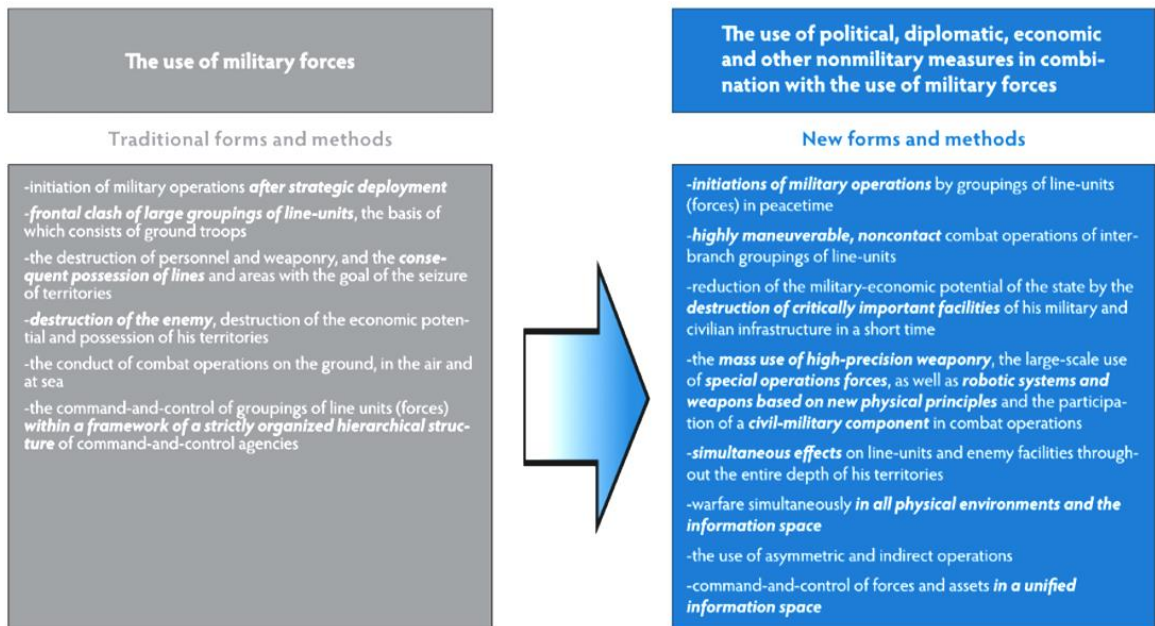 The use of military forces
Traditional forms and methods
-initiation of military operations after strategic deployment
-frontal clash of large groupings of line-units, the basis of
which consists of ground troops
-the destruction of personnel and weaponry, and the conse-
quent possession of lines and areas with the goal of the seizure
of territories
-destruction of the enemy, destruction of the economic poten-
tial and possession of his territories
-the conduct of combat operations on the ground, in the air and
at sea
-the command-and-control of groupings of line units (forces)
within a framework of a strictly organized hierarchical struc-
ture of command-and-control agencies
The use of political, diplomatic, economic
and other nonmilitary measures in combi-
nation with the use of military forces
New forms and methods
-initiations of military operations by groupings of line-units
(forces) in peacetime
-highly maneuverable, noncontact combat operations of inter-
branch groupings of line-units
-reduction of the military-economic potential of the state by the
destruction of critically important facilities of his military and
civilian infrastructure in a short time
-the mass use of high-precision weaponry, the large-scale use
of special operations forces, as well as robotic systems and
weapons based on new physical principles and the participa-
tion of a civil-military component in combat operations
-simultaneous effects on line-units and enemy facilities through-
out the entire depth of his territories
-warfare simultaneously in all physical environments and the
information space
-the use of asymmetric and indirect operations
-command-and-control of forces and assets in a unified
information space